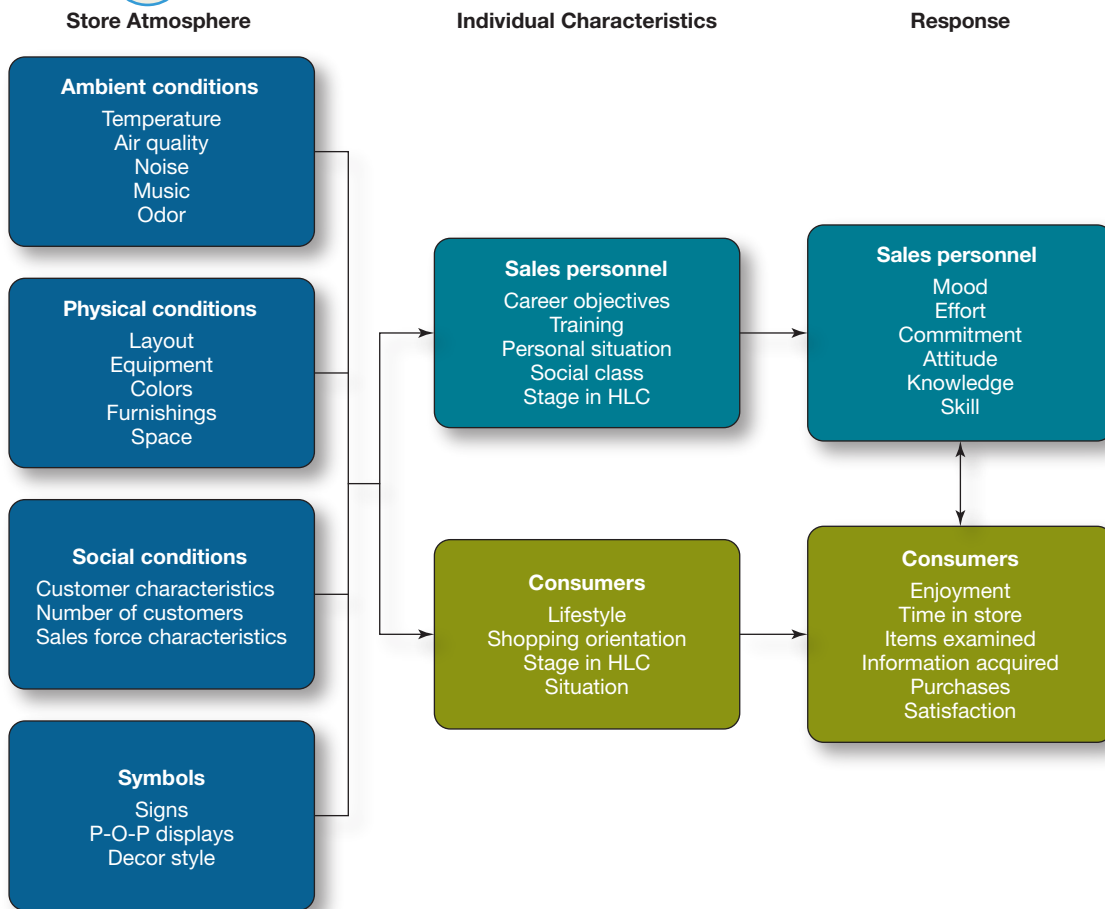 Store Atmosphere
Individual Characteristics
Response
Ambient conditions
Temperature
Air quality
Noise
Music
Odor
Physical conditions
Layout
Equipment
Colors
Furnishings
Space
Social conditions
Customer characteristics
Number of customers
Sales force characteristics
Symbols
Signs
P-O-P displays
Decor style
Sales personnel
Career objectives
Training
Personal situation
Social class
Stage in HLC
Consumers
Lifestyle
Shopping orientation
Stage in HLC
Situation
Sales personnel
Mood
Effort
Commitment
Attitude
Knowledge
Skill
Consumers
Enjoyment
Time in store
Items examined
Information acquired
Purchases
Satisfaction